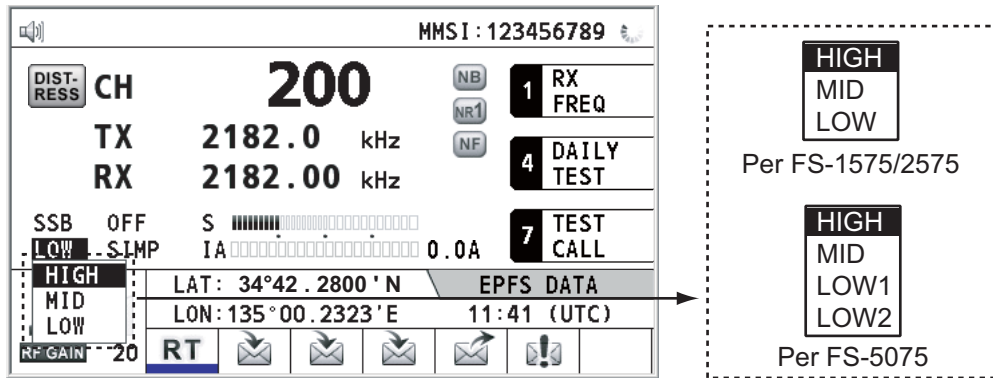 MMSI:123456789
DIST-
RESS
CH 200
NB
1 RX
FREQ
NR1
TX 2182.0 kHz
NF
4 DAILY
TEST
RX 2182.00 kHz
SSB OFF S
7 TEST
CALL
LOW SIMP IA 0.0A
HIGH
MID
LOW
LAT: 34°42.2800'N
EPFS DATA
LON:135°00.2323'E
11:41 (UTC)
RF GAIN 20
RT
HIGH
MID
LOW
Per FS-1575/2575
HIGH
MID
LOW1
LOW2
Per FS-5075